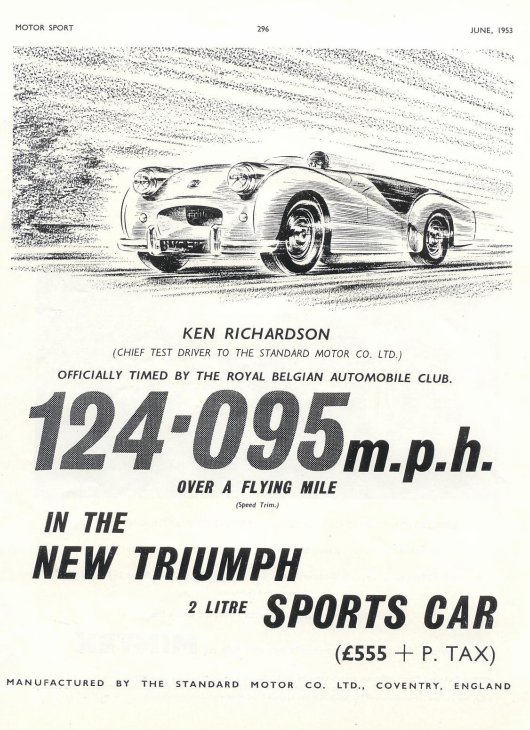 MOTOR SPORT 296 JUNE, 1953
KEN RICHARDSON
(CHIEF TEST DRIVER TO THE STANDARD MOTOR CO. LTD.)
OFFICIALLY TIMED BY THE ROYAL BELGIAN AUTOMOBILE CLUB.
124·095 m.p.h.
OVER A FLYING MILE
(Speed Trim.)
IN THE
NEW TRIUMPH
2 LITRE SPORTS CAR
(£555 + P. TAX)
MANUFACTURED BY THE STANDARD MOTOR CO. LTD., COVENTRY, ENGLAND